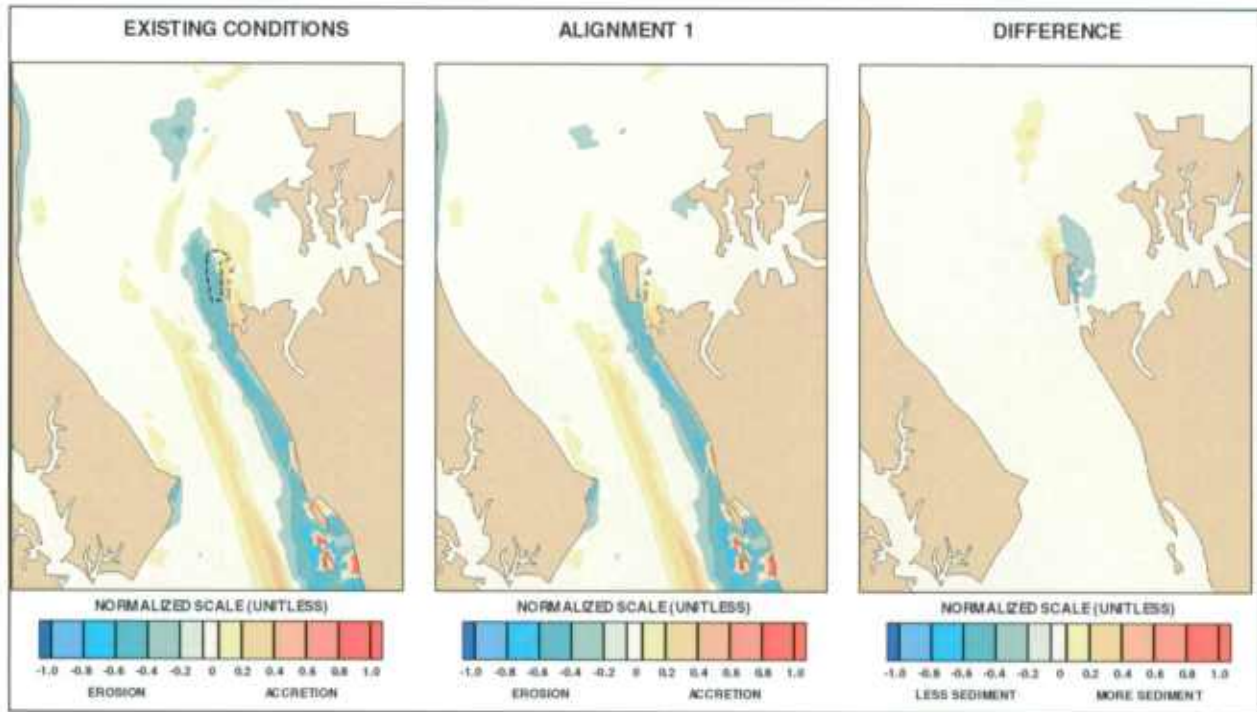 EXISTING CONDITIONS
ALIGNMENT 1
DIFFERENCE
NORMALIZED SCALE (UNITLESS)
-1.0 -0.8 -0.6 -0.4 -0.2 0 0.2 0.4 0.6 0.8 1.0
EROSION ACCRETION
NORMALIZED SCALE (UNITLESS)
-1.0 -0.8 -0.6 -0.4 -0.2 0 0.2 0.4 0.6 0.8 1.0
EROSION ACCRETION
NORMALIZED SCALE (UNITLESS)
-1.0 -0.8 -0.6 -0.4 -0.2 0 0.2 0.4 0.6 0.8 1.0
LESS SEDIMENT MORE SEDIMENT